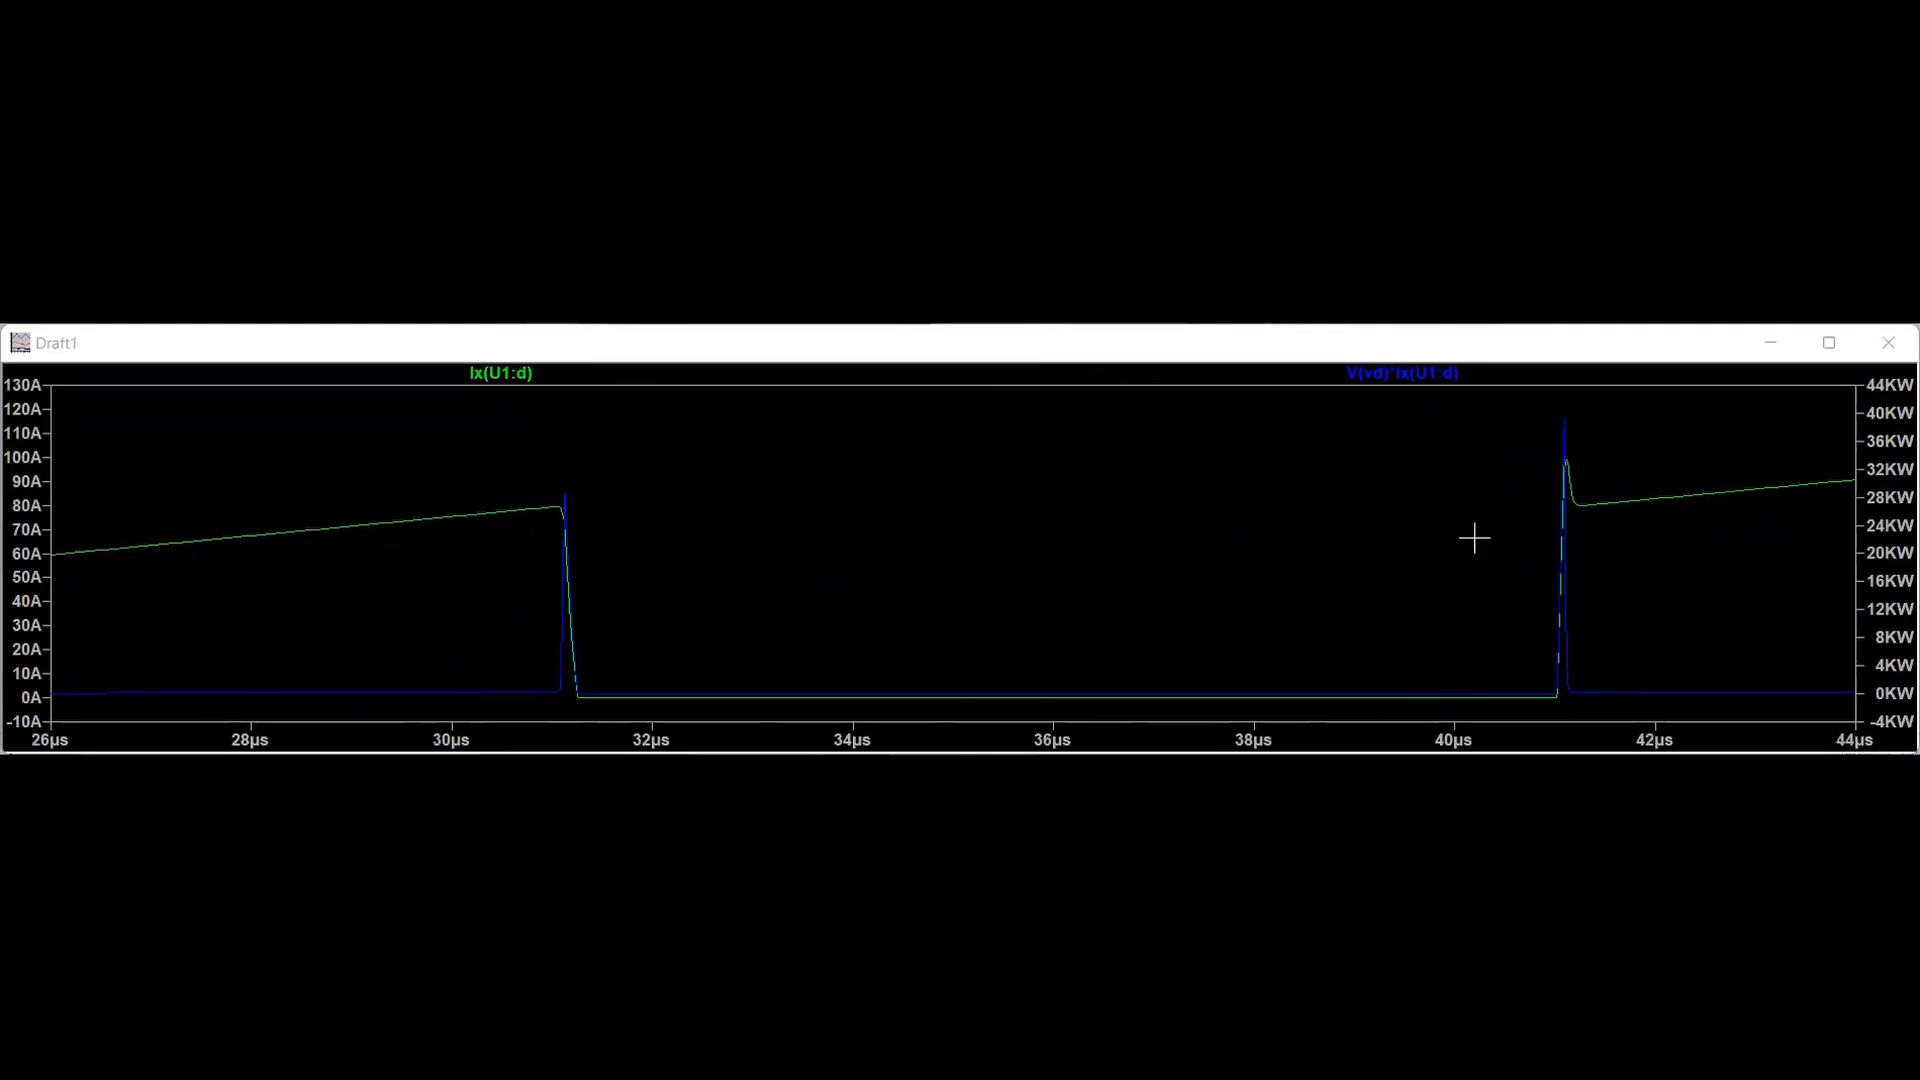 Draft1
Ix(U1:d) V(vd)*Ix(U1:d)
130A 44KW
120A 40KW
110A 36KW
100A 32KW
90A 28KW
80A 24KW
70A 20KW
60A 16KW
50A 12KW
40A 8KW
30A 4KW
20A 0KW
10A -4KW
0A
-10A
26µs 28µs 30µs 32µs 34µs 36µs 38µs 40µs 42µs 44µs